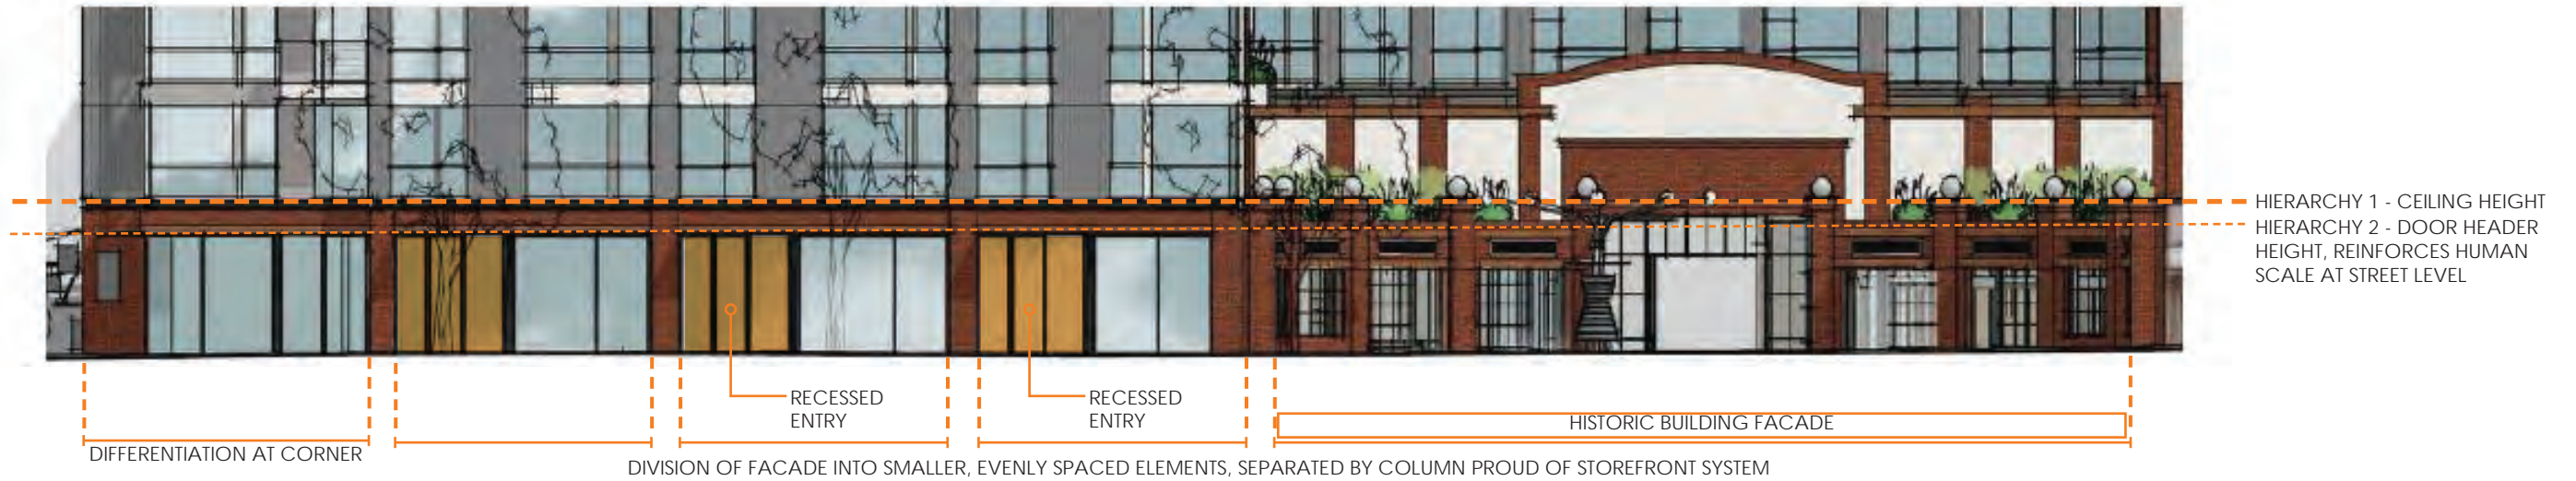 HIERARCHY 1 - CEILING HEIGHT
HIERARCHY 2 - DOOR HEADER
HEIGHT, REINFORCES HUMAN
SCALE AT STREET LEVEL
RECESSED
ENTRY
RECESSED
ENTRY
HISTORIC BUILDING FACADE
DIFFERENTIATION AT CORNER
DIVISION OF FACADE INTO SMALLER, EVENLY SPACED ELEMENTS, SEPARATED BY COLUMN PROUD OF STOREFRONT SYSTEM